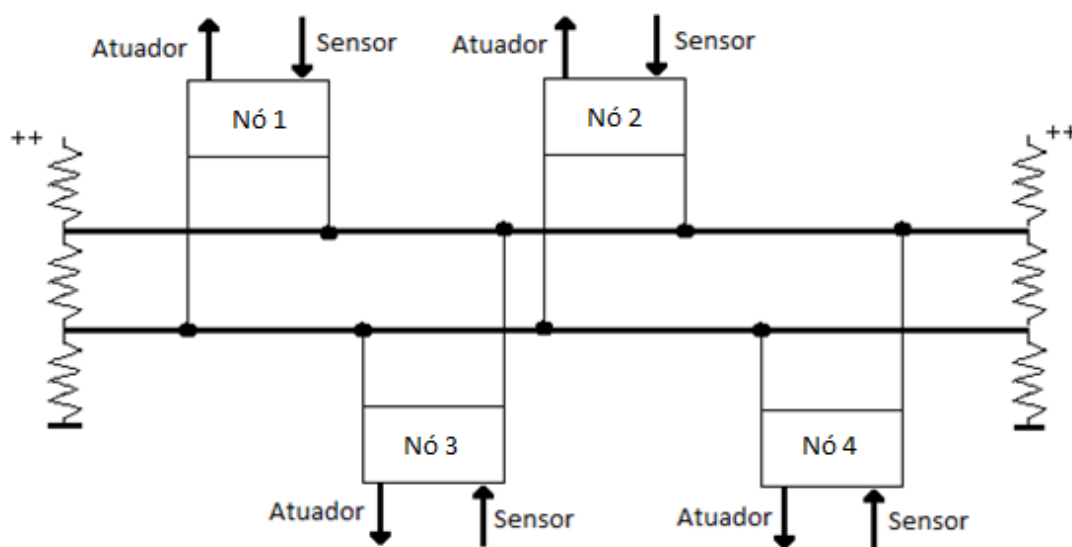 Atuador
Sensor
Atuador
Sensor
Nó 1
Nó 2
++
++
Nó 3
Nó 4
Atuador
Sensor
Atuador
Sensor